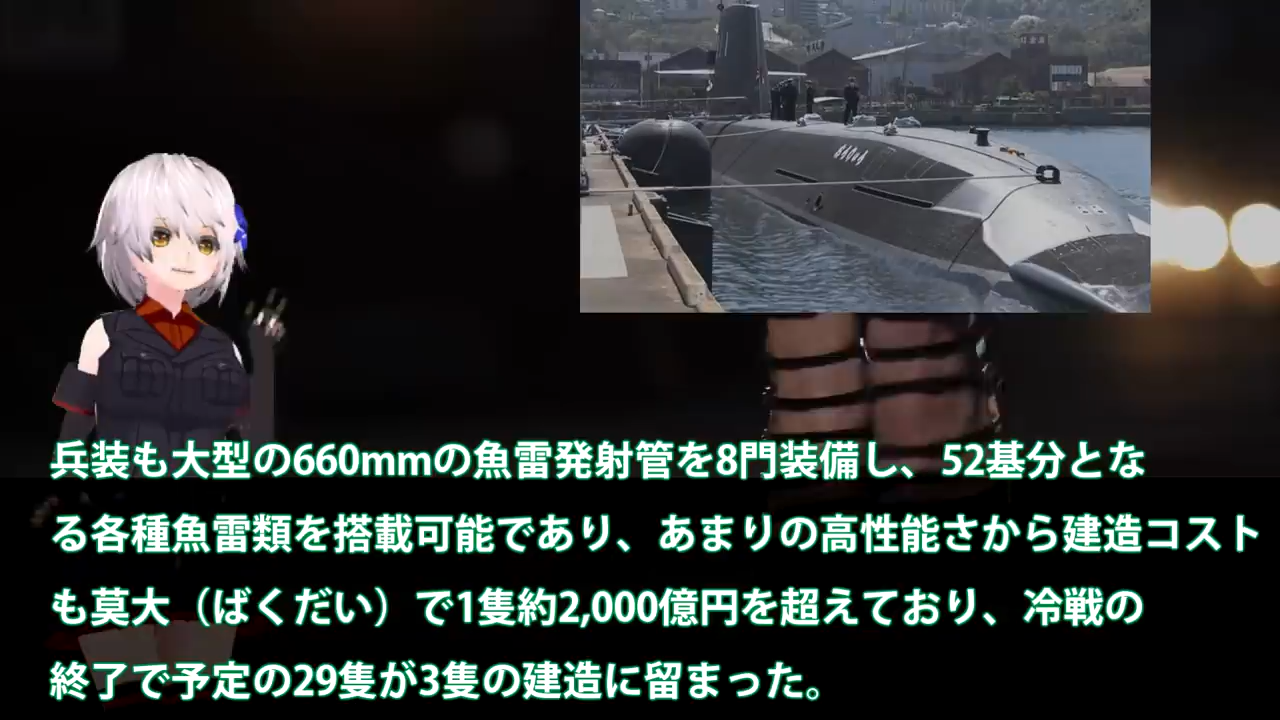 兵装も大型の660mmの魚雷発射管を8門装備し、52基分とな
る各種魚雷類を搭載可能であり、あまりの高性能さから建造コスト
も莫大（ばくだい）で1隻約2,000億円を超えており、冷戦の
終了で予定の29隻が3隻の建造に留まった。